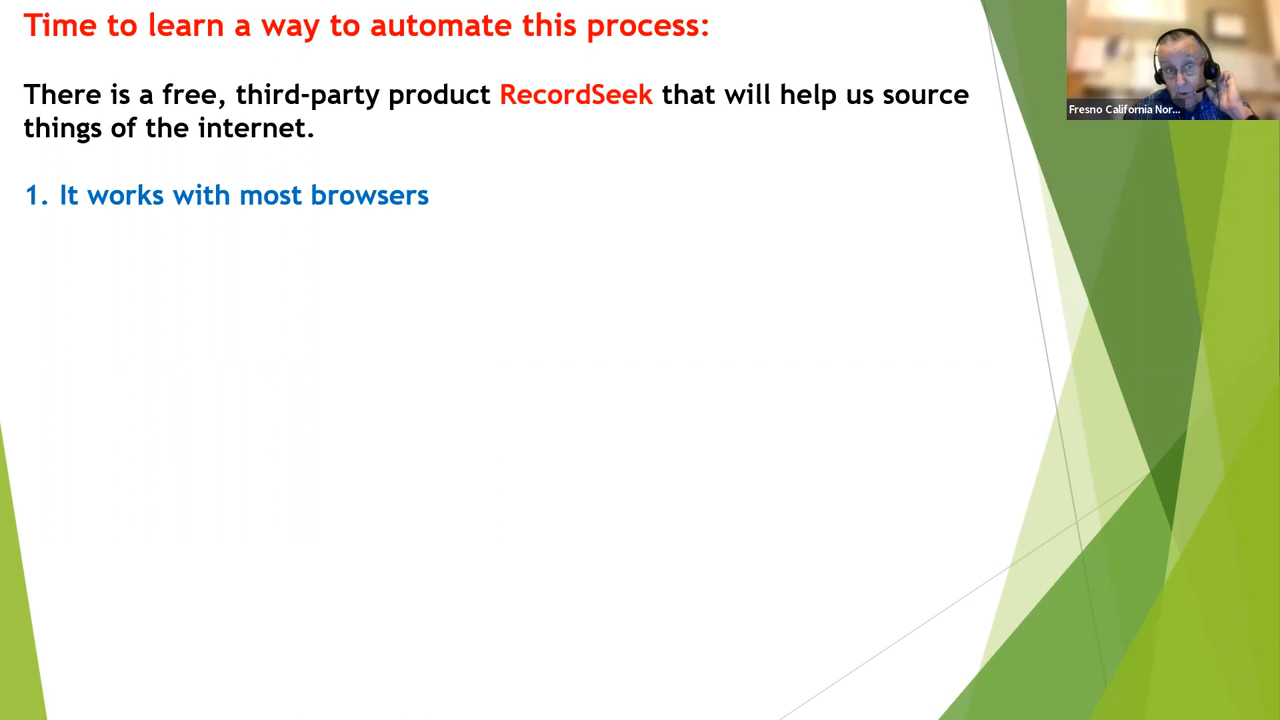 Time to learn a way to automate this process:
There is a free, third-party product RecordSeek that will help us source
things of the internet.
1. It works with most browsers
Fresno California Nor...